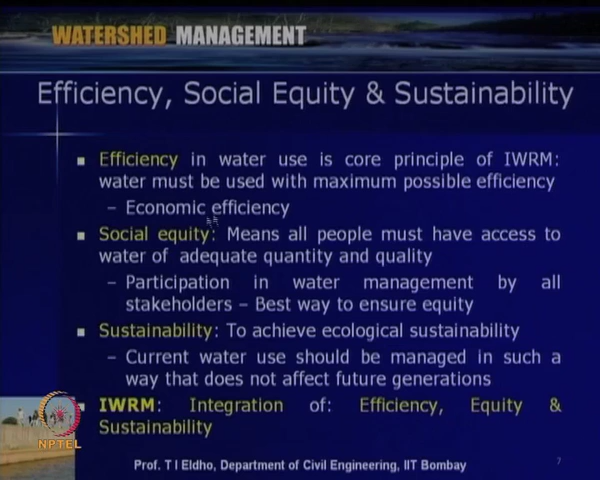 WATERSHED MANAGEMENT
Efficiency, Social Equity & Sustainability
▪ Efficiency in water use is core principle of IWRM:
water must be used with maximum possible efficiency
– Economic efficiency
▪ Social equity: Means all people must have access to
water of adequate quantity and quality
– Participation in water management by all
stakeholders – Best way to ensure equity
▪ Sustainability: To achieve ecological sustainability
– Current water use should be managed in such a
way that does not affect future generations
▪ IWRM: Integration of: Efficiency, Equity &
Sustainability
NPTEL
Prof. T I Eldho, Department of Civil Engineering, IIT Bombay
7